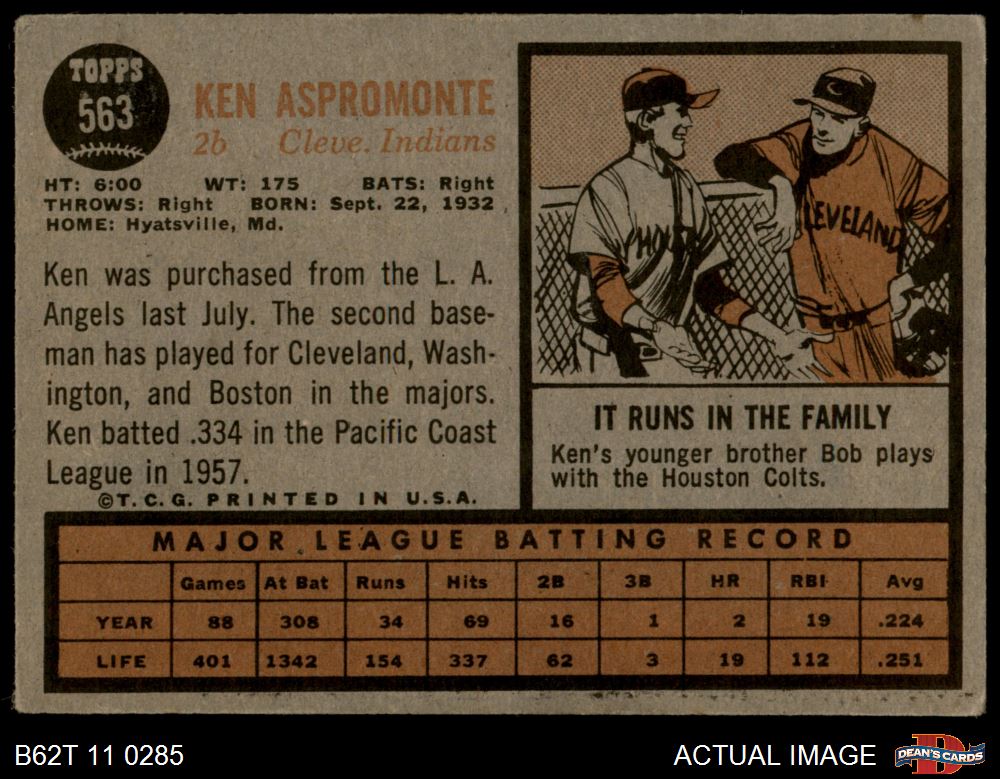 TOPPS
563
KEN ASPROMONTE
2b Cleve. Indians
HT: 6:00 WT: 175 BATS: Right
THROWS: Right BORN: Sept. 22, 1932
HOME: Hyatsville, Md.
Ken was purchased from the L. A.
Angels last July. The second base-
man has played for Cleveland, Wash-
ington, and Boston in the majors.
Ken batted .334 in the Pacific Coast
League in 1957.
©T.C.G. PRINTED IN U.S.A.
C
CLEVELAND
IT RUNS IN THE FAMILY
Ken's younger brother Bob plays
with the Houston Colts.
MAJOR LEAGUE BATTING RECORD
Games At Bat Runs Hits 2B 3B HR RBI Avg
YEAR 88 308 34 69 16 1 2 19 .224
LIFE 401 1342 154 337 62 3 19 112 .251
B62T 11 0285
ACTUAL IMAGE
D
DEAN'S CARDS